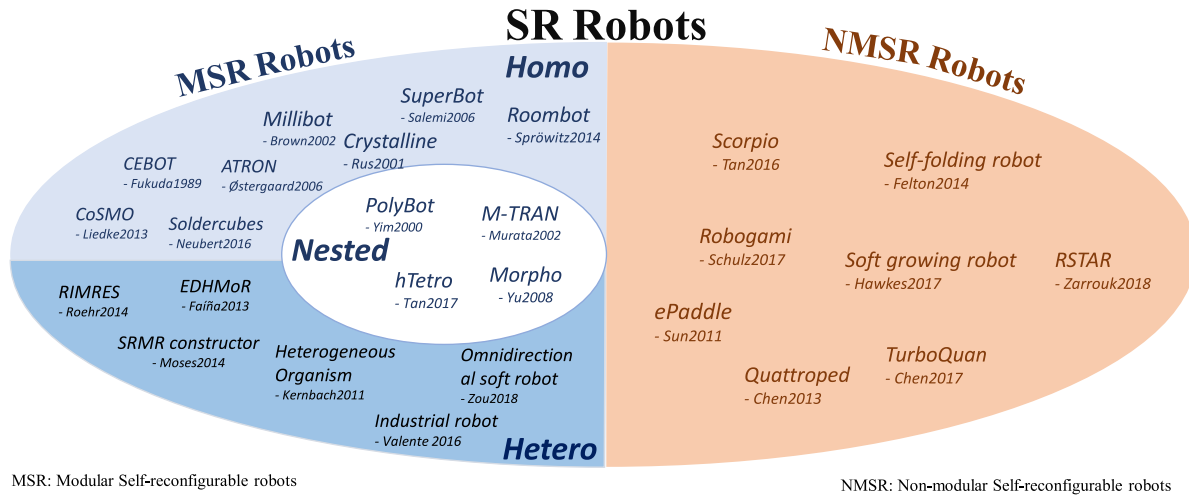 SR Robots
MSR Robots
NMSR Robots
Homo
SuperBot
- Salemi2006
Roombot
- Spröwitz2014
Millibot
- Brown2002
Crystalline
- Rus2001
CEBOT
- Fukuda1989
ATRON
- Østergaard2006
CoSMO
- Liedke2013
Soldercubes
- Neubert2016
Nested
PolyBot
- Yim2000
M-TRAN
- Murata2002
hTetro
- Tan2017
Morpho
- Yu2008
RIMRES
- Roehr2014
EDHMoR
- Faíña2013
SRMR constructor
- Moses2014
Heterogeneous
Organism
- Kernbach2011
Omnidirection
al soft robot
- Zou2018
Industrial robot
- Valente 2016
Hetero
Scorpio
- Tan2016
Self-folding robot
- Felton2014
Robogami
- Schulz2017
Soft growing robot
- Hawkes2017
RSTAR
- Zarrouk2018
ePaddle
- Sun2011
Quattroped
- Chen2013
TurboQuan
- Chen2017
MSR: Modular Self-reconfigurable robots
NMSR: Non-modular Self-reconfigurable robots